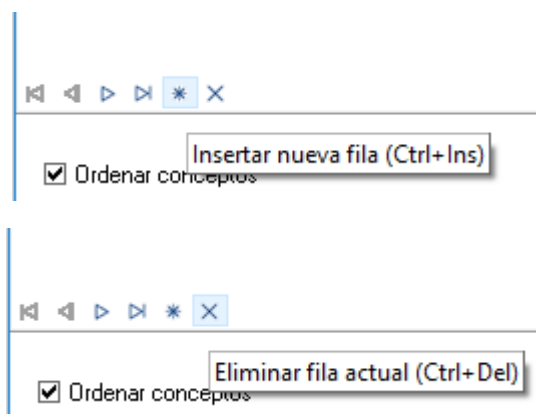 Insertar nueva fila (Ctrl+Ins)
Ordenar conceptos
Eliminar fila actual (Ctrl+Del)
Ordenar conceptos